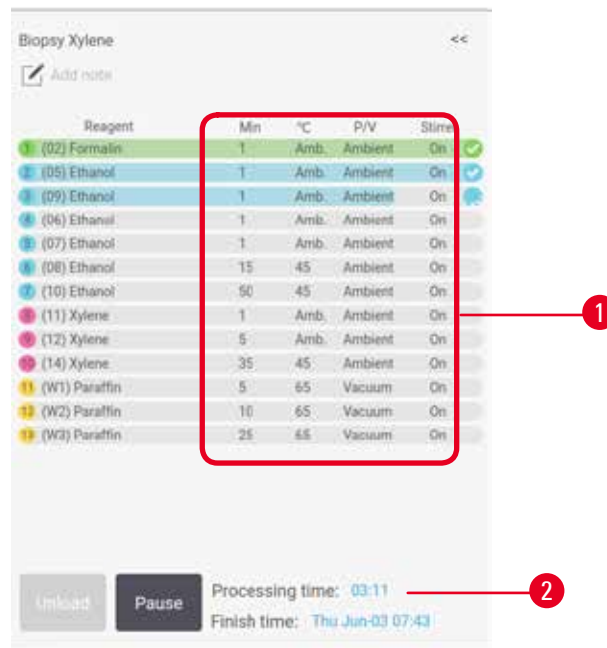 Biopsy Xylene <<
Add note
Reagent Min °C P/V Stirre
1 (02) Formalin 1 Amb. Ambient On
2 (05) Ethanol 1 Amb. Ambient On
3 (09) Ethanol 1 Amb. Ambient On
4 (06) Ethanol 1 Amb. Ambient On
5 (07) Ethanol 1 Amb. Ambient On
6 (08) Ethanol 15 45 Ambient On
7 (10) Ethanol 50 45 Ambient On
8 (11) Xylene 1 Amb. Ambient On
9 (12) Xylene 5 Amb. Ambient On
10 (14) Xylene 35 45 Ambient On
11 (W1) Paraffin 5 65 Vacuum On
12 (W2) Paraffin 10 65 Vacuum On
13 (W3) Paraffin 25 65 Vacuum On
1
Unload Pause Processing time: 03:11 2
Finish time: Thu Jun-03 07:43